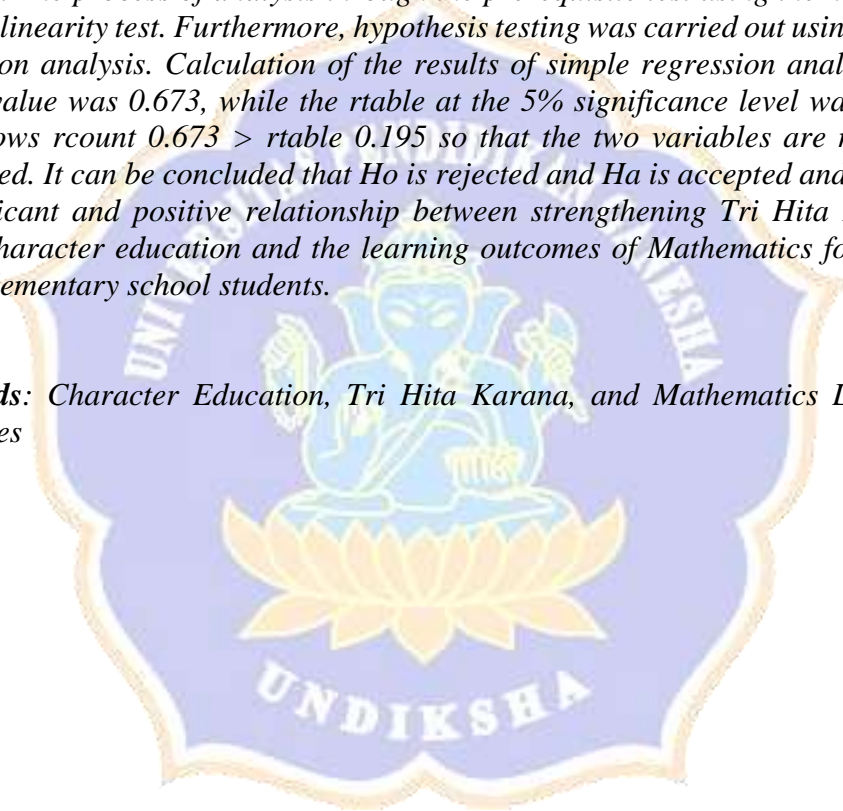 linearity test. Furthermore, hypothesis testing was carried out usin
on analysis. Calculation of the results of simple regression anal
value was 0.673, while the rtable at the 5% significance level wa
ows rcount 0.673 > rtable 0.195 so that the two variables are r
ed. It can be concluded that Ho is rejected and Ha is accepted and
icant and positive relationship between strengthening Tri Hita
haracter education and the learning outcomes of Mathematics fo
ementary school students.
ds: Character Education, Tri Hita Karana, and Mathematics L
es
UNIVERSITAS PENDIDIKAN GANESHA
UNDIKSHA